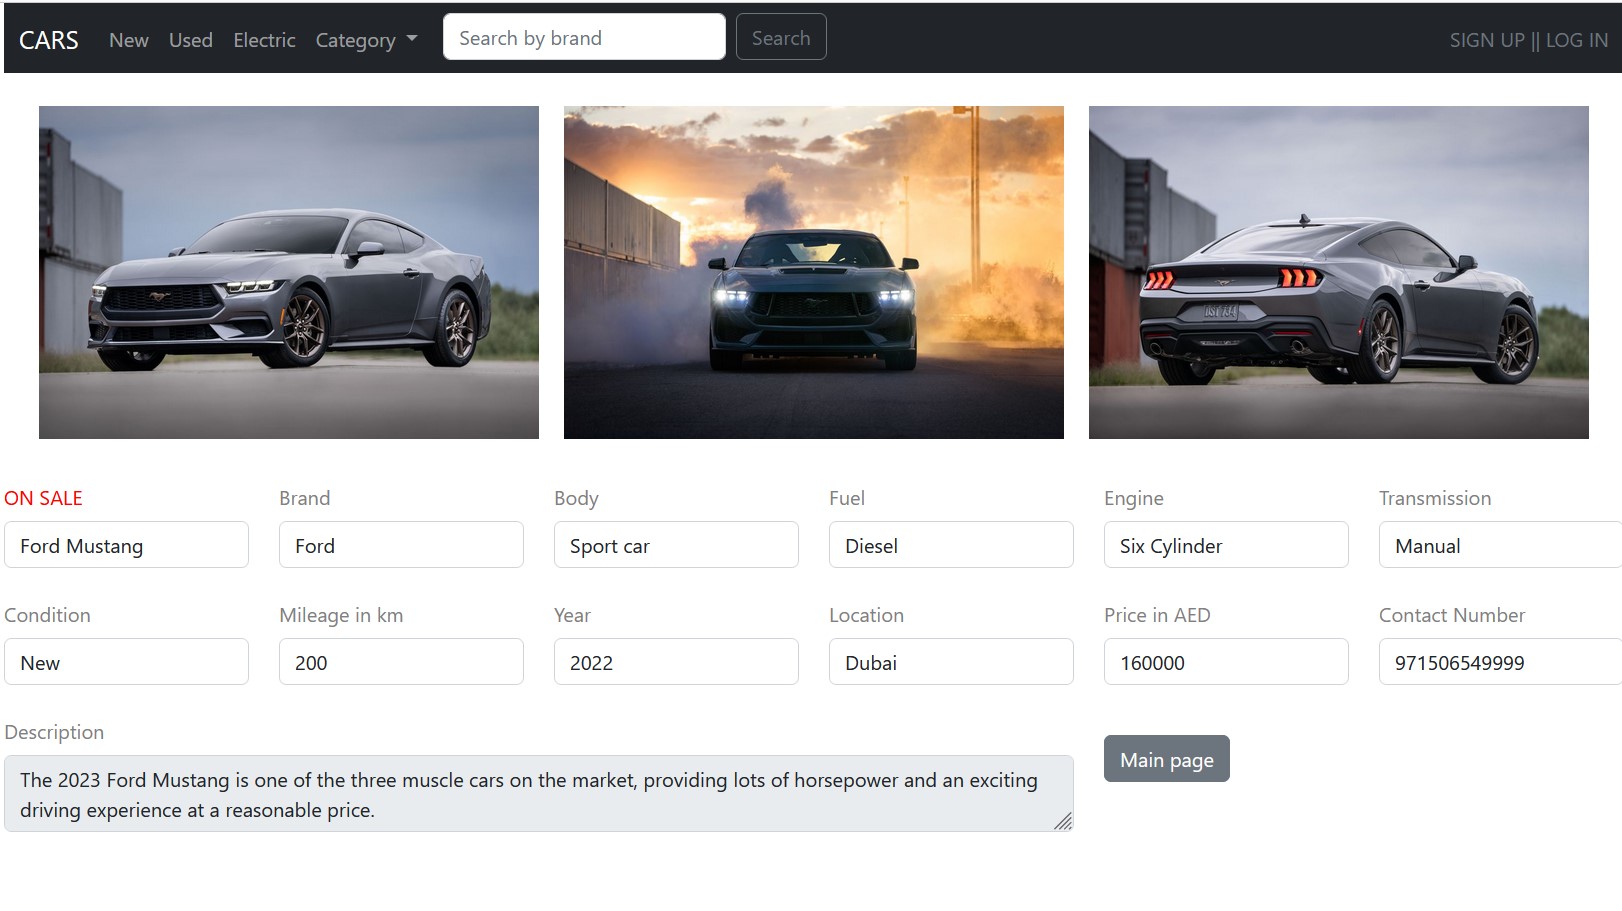 CARS New Used Electric Category Search by brand Search SIGN UP || LOG IN
ON SALE Brand Body Fuel Engine Transmission
Ford Mustang Ford Sport car Diesel Six Cylinder Manual
Condition Mileage in km Year Location Price in AED Contact Number
New 200 2022 Dubai 160000 971506549999
Description
Main page
The 2023 Ford Mustang is one of the three muscle cars on the market, providing lots of horsepower and an exciting
driving experience at a reasonable price.